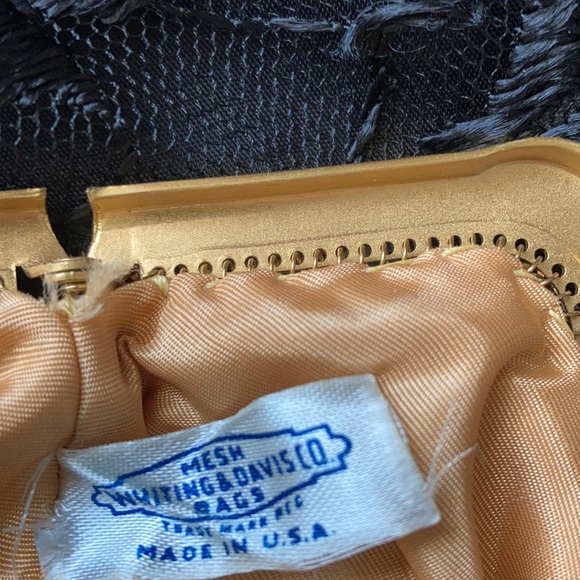 MESH
WHITING & DAVIS CO.
BAGS
TRADE MARK REG
MADE IN U.S.A.